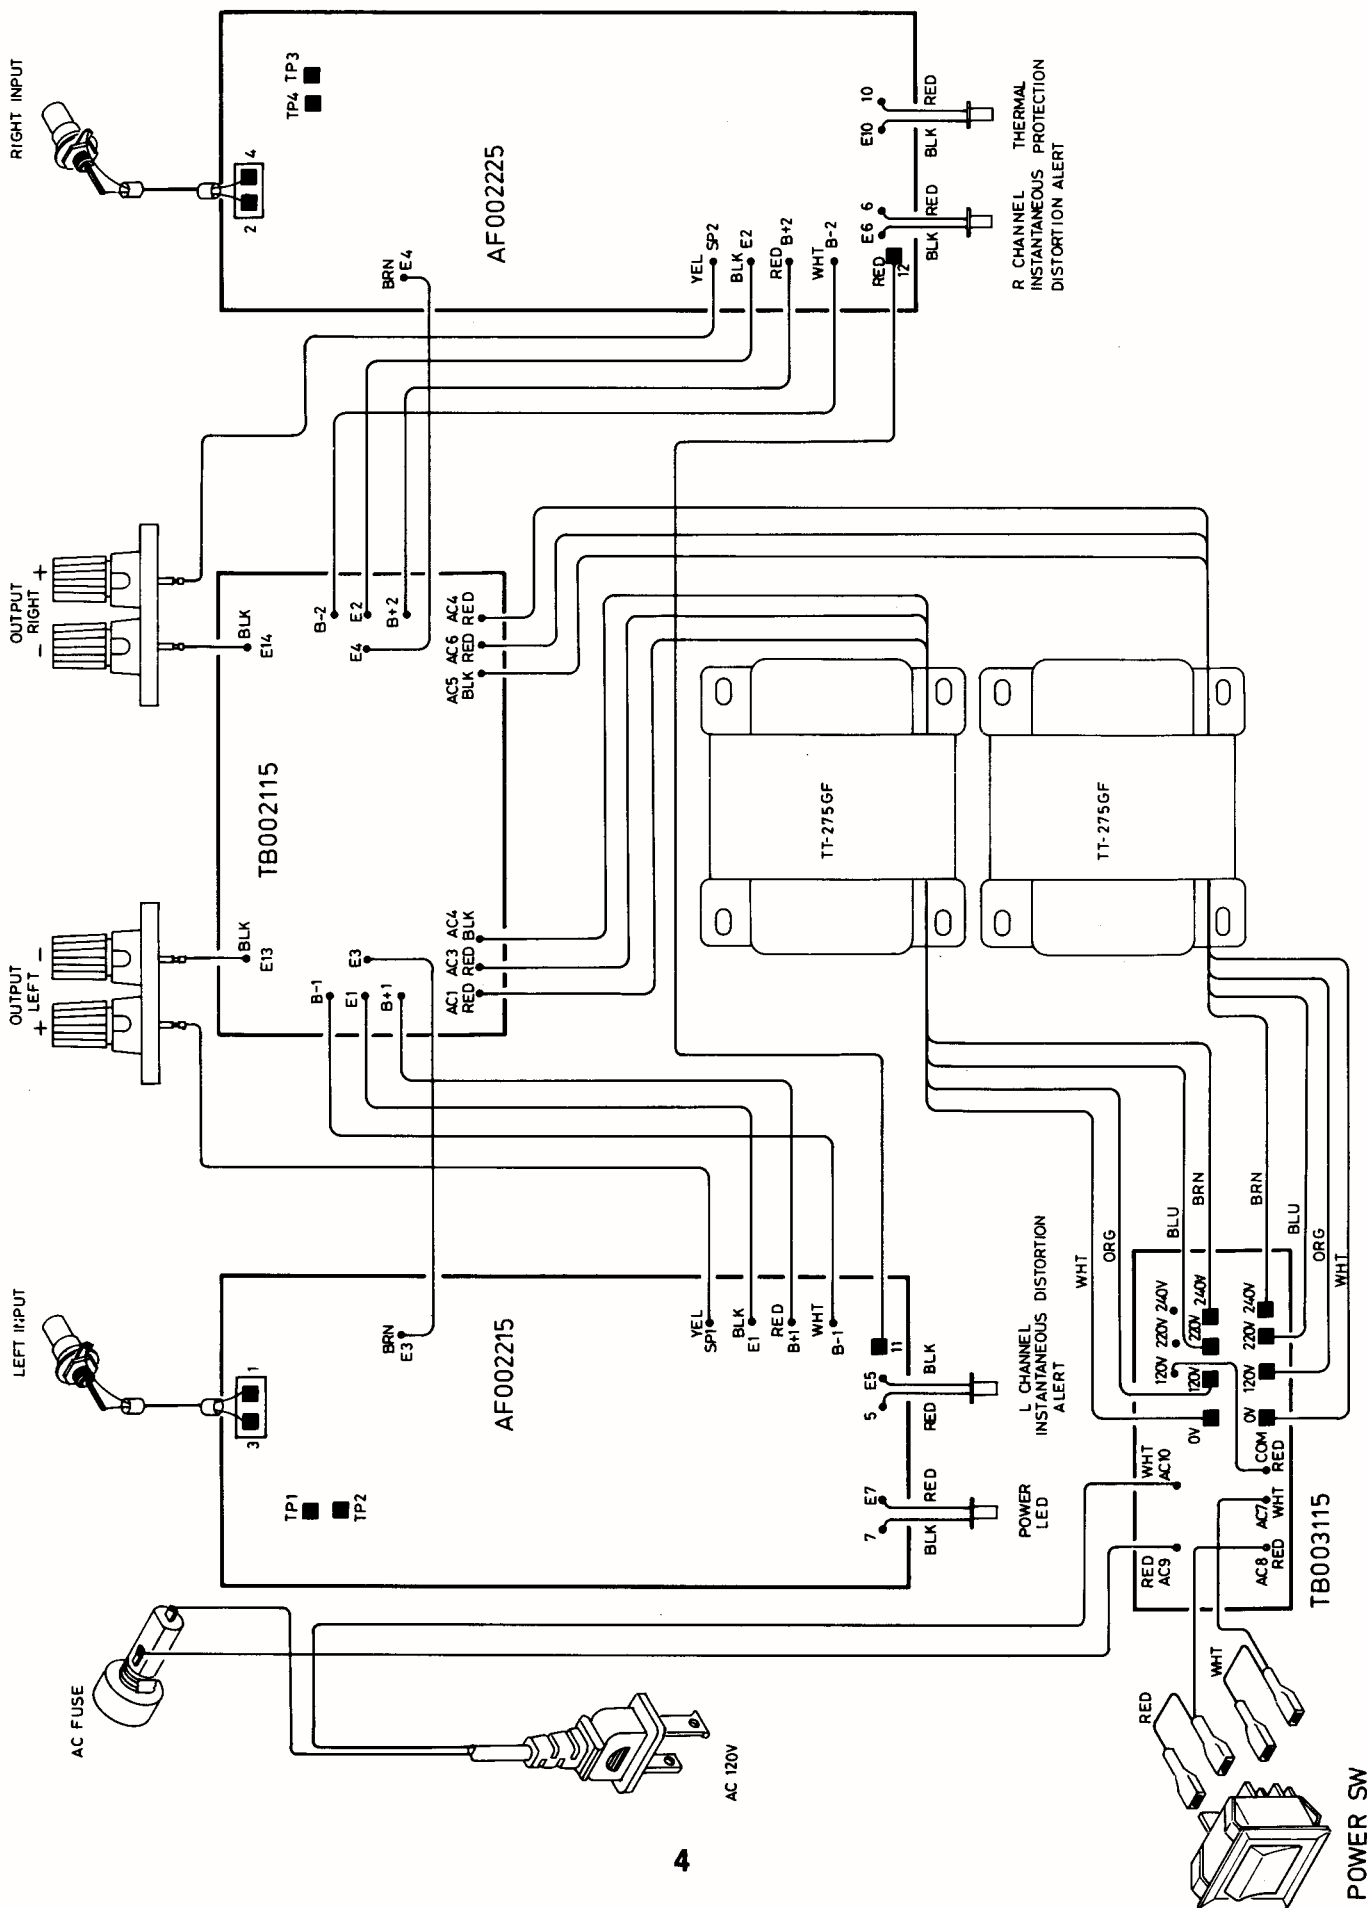 RIGHT INPUT
TP4 TP3
2
4
AF002225
BRN
E4
YEL SP2
BLK E2
RED B+2
WHT B-2
RED 12
E6 6
BLK RED
E10 10
BLK RED
R CHANNEL THERMAL
INSTANTANEOUS PROTECTION
DISTORTION ALERT
OUTPUT
RIGHT
- +
BLK
E14
B-2
E2
E4
B+2
AC5 AC6 AC4
BLK RED RED
TB002115
OUTPUT
LEFT
+ -
BLK
E13
B-1
E1
E3
B+1
AC1 AC3 AC4
RED RED BLK
TT-275GF
TT-275GF
LEFT INPUT
3
1
TP1
TP2
AF002215
BRN
E3
YEL
SP1
BLK
E1
RED
B+1
WHT
B-1
11
5 E5
RED BLK
L CHANNEL
INSTANTANEOUS DISTORTION
ALERT
7 E7
BLK RED
POWER
LED
AC FUSE
AC 120V
WHT
ORG
BLU
BRN
BRN
BLU
ORG
WHT
RED
AC9
WHT
AC10
120V 220V 240V
0V 120V 220V 240V
0V 120V 220V 240V
AC8
RED
AC7
WHT
COM
RED
TB003115
RED
WHT
POWER SW
4